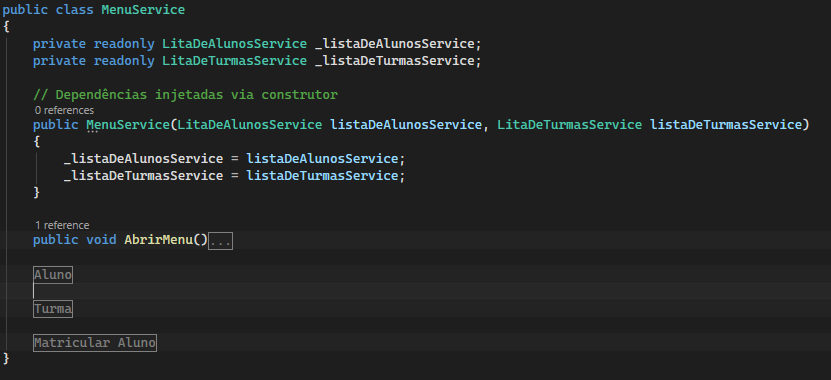 public class MenuService
{
private readonly LitaDeAlunosService _listaDeAlunosService;
private readonly LitaDeTurmasService _listaDeTurmasService;
// Dependências injetadas via construtor
0 references
public MenuService(LitaDeAlunosService listaDeAlunosService, LitaDeTurmasService listaDeTurmasService)
{
_listaDeAlunosService = listaDeAlunosService;
_listaDeTurmasService = listaDeTurmasService;
}
1 reference
public void AbrirMenu()...
Aluno
Turma
Matricular Aluno
}